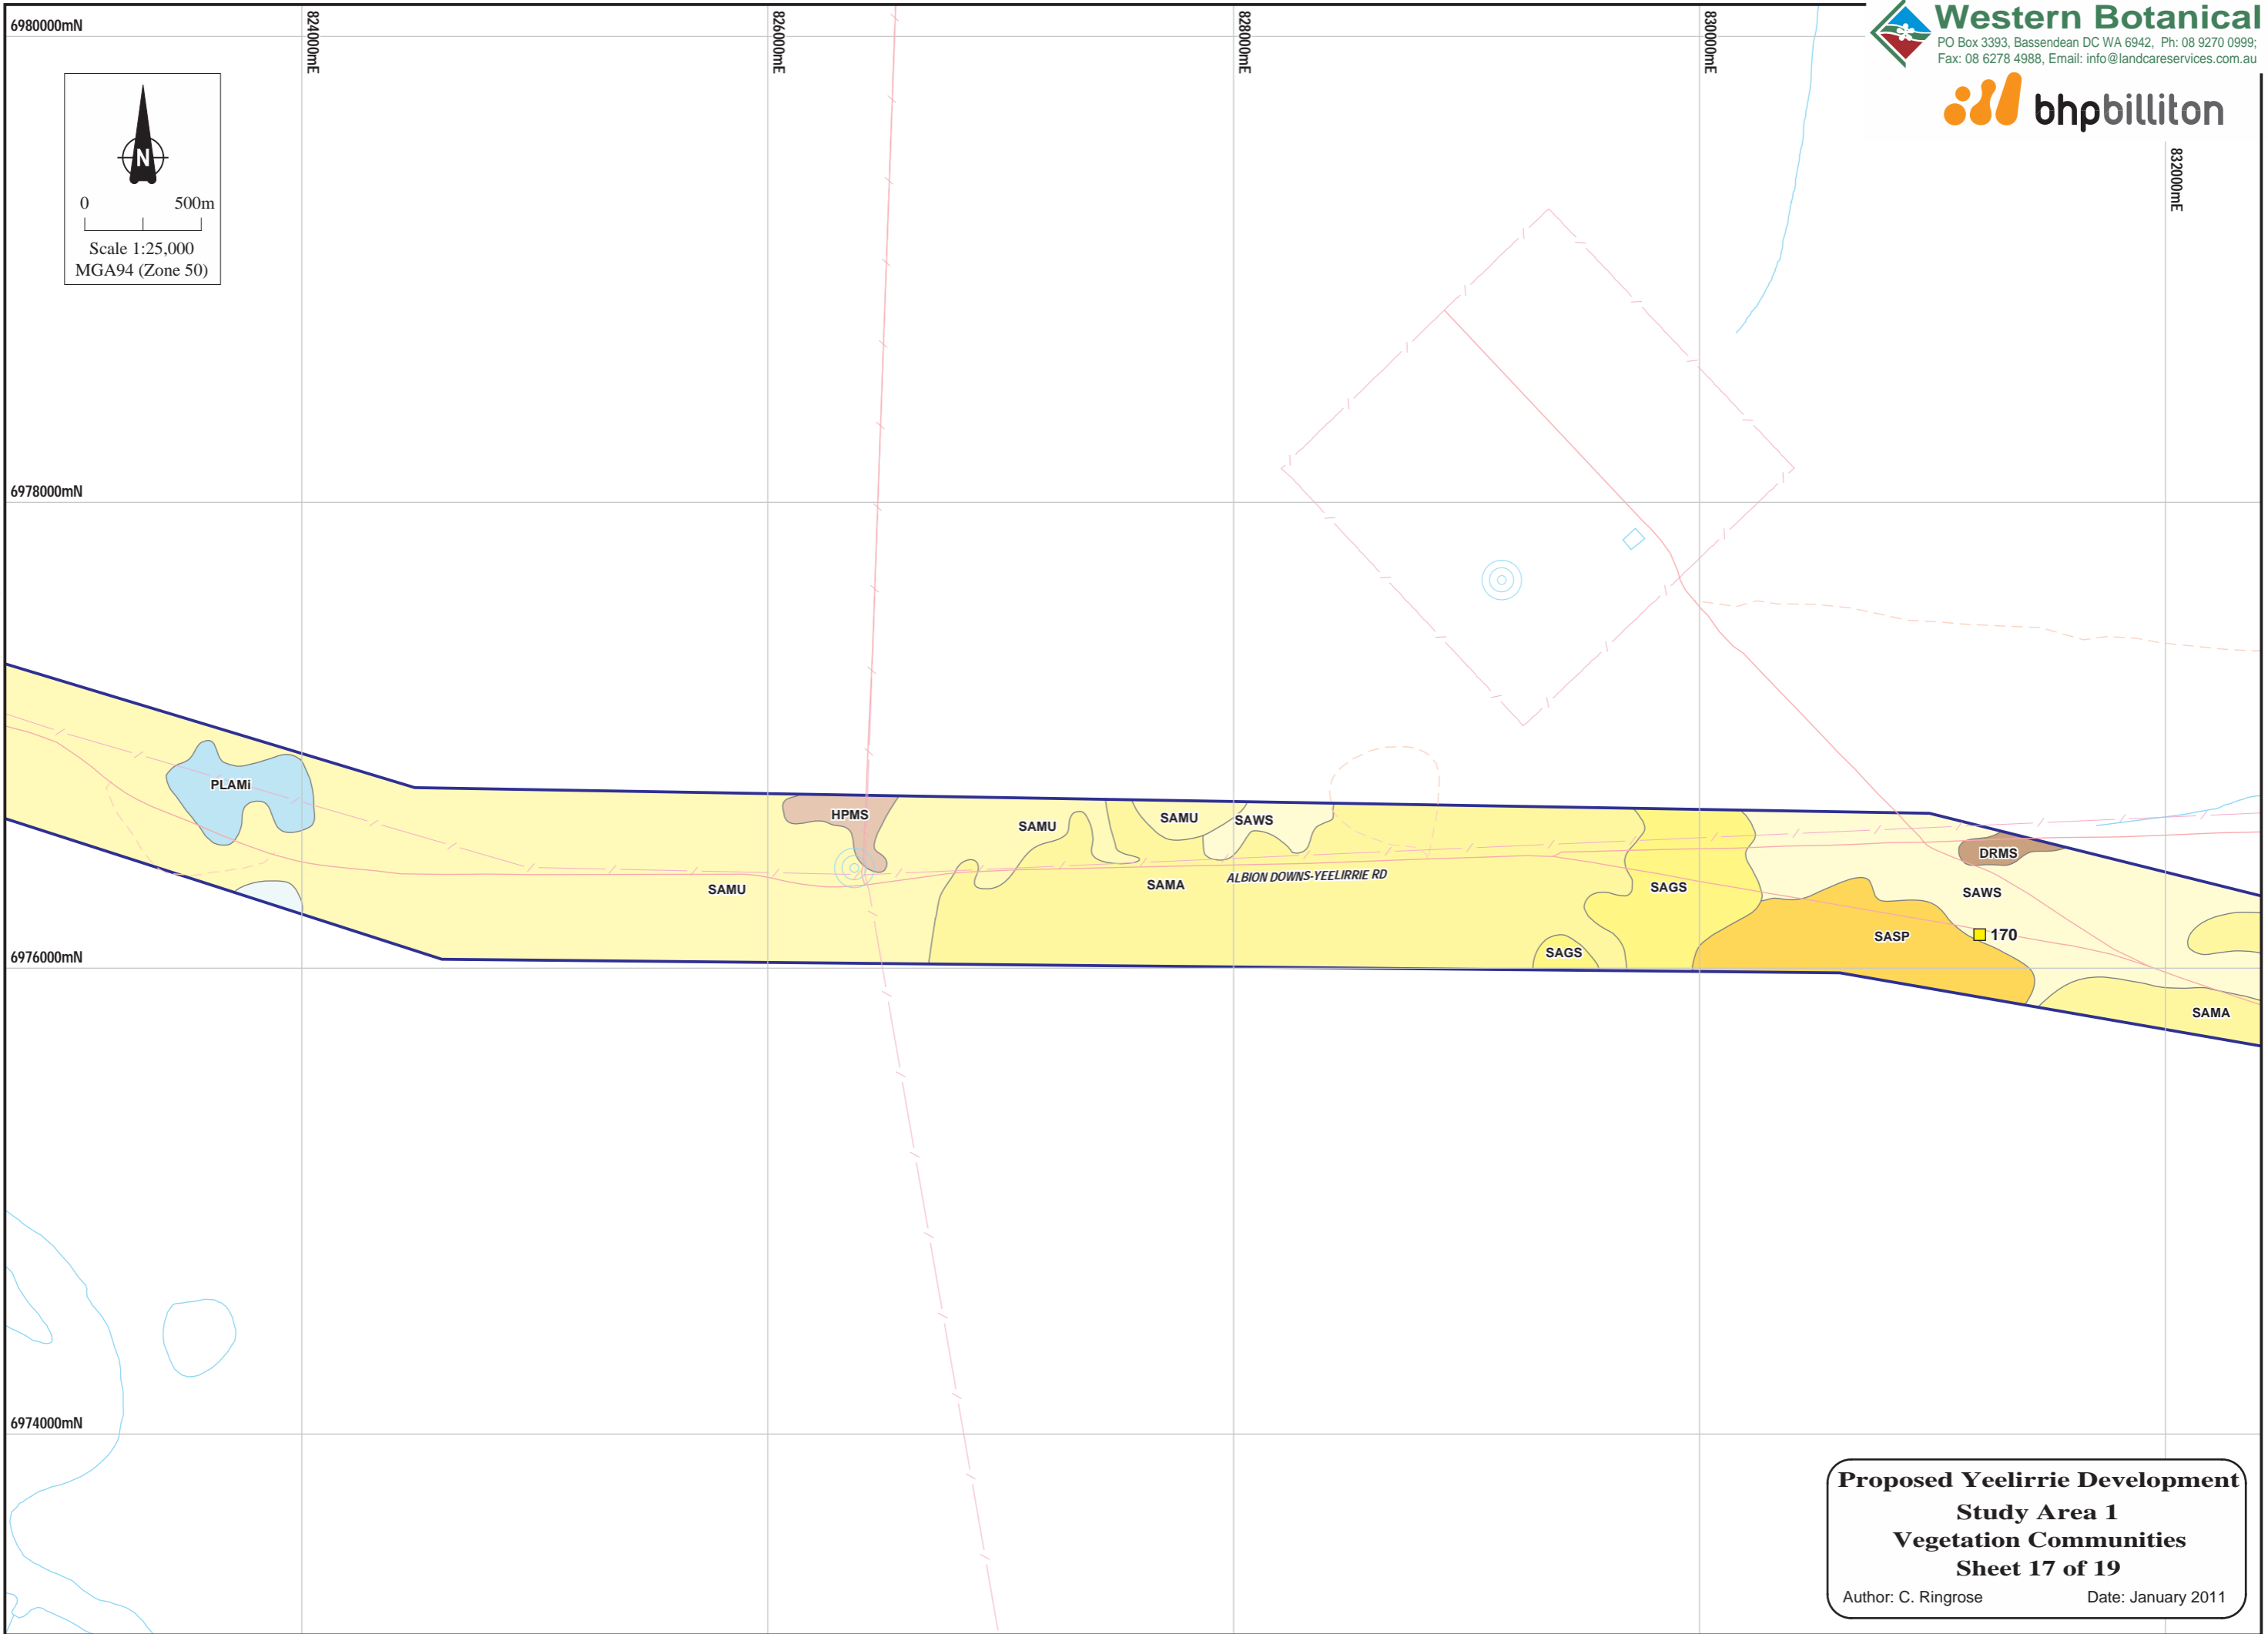 6980000mN
824000mE
826000mE
828000mE
830000mE
832000mE
Western Botanical
PO Box 3393, Bassendean DC WA 6942, Ph: 08 9270 0999;
Fax: 08 6278 4988, Email: info@landcareservices.com.au
bhpbilliton
N
0 500m
Scale 1:25,000
MGA94 (Zone 50)
6978000mN
PLAMi
HPMS
SAMU
SAMU
SAWS
DRMS
SAMU
SAMA
ALBION DOWNS-YEELIRRIE RD
SAGS
SAWS
SASP
170
SAGS
6976000mN
SAMA
6974000mN
Proposed Yeelirrie Development
Study Area 1
Vegetation Communities
Sheet 17 of 19
Author: C. Ringrose Date: January 2011